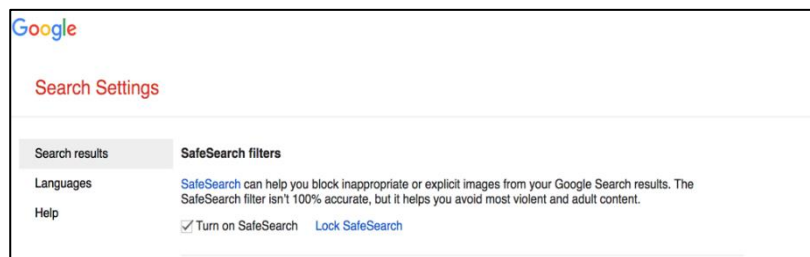 Google
Search Settings
Search results
SafeSearch filters
Languages
SafeSearch can help you block inappropriate or explicit images from your Google Search results. The
SafeSearch filter isn't 100% accurate, but it helps you avoid most violent and adult content.
Help
Turn on SafeSearch Lock SafeSearch